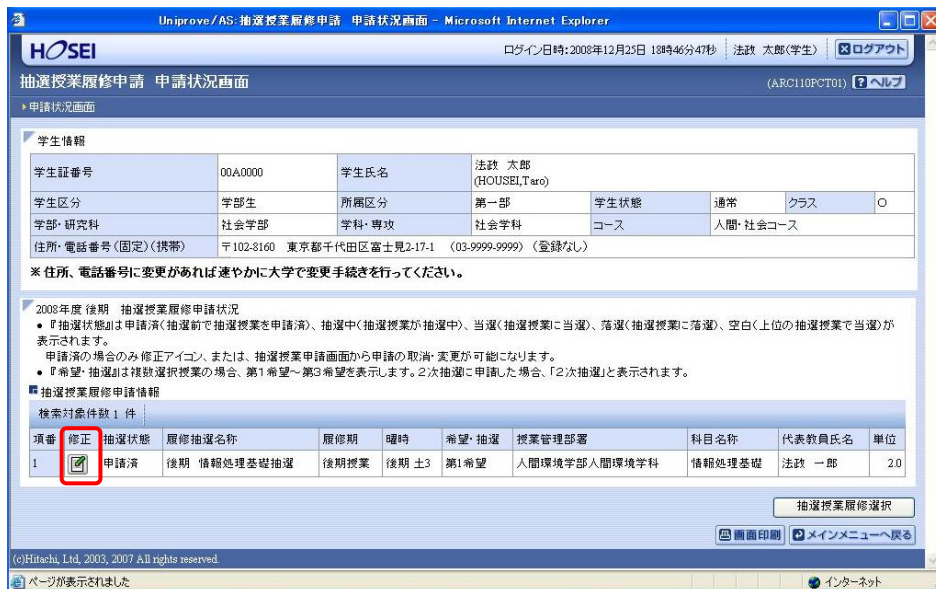 Uniprove/AS:抽選授業履修申請 申請状況画面 - Microsoft Internet Explorer
HOSEI ログイン日時:2008年12月25日 18時46分47秒 法政 太郎(学生) ログアウト
抽選授業履修申請 申請状況画面 (ARC110PCT01) ? ヘルプ
申請状況画面
学生情報
学生証番号 00A0000 学生氏名 法政 太郎
(HOUSEI,Taro)
学生区分 学部生 所属区分 第一部 学生状態 通常 クラス O
学部・研究科 社会学部 学科・専攻 社会学科 コース 人間・社会コース
住所・電話番号(固定)(携帯) 〒102-8160 東京都千代田区富士見2-17-1 (03-9999-9999) (登録なし)
※住所、電話番号に変更があれば速やかに大学で変更手続きを行ってください。
2008年度 後期 抽選授業履修申請状況
● 『抽選状態』は申請済(抽選前で抽選授業を申請済)、抽選中(抽選授業が抽選中)、当選(抽選授業に当選)、落選(抽選授業に落選)、空白(上位の抽選授業で当選)が
表示されます。
申請済の場合のみ修正アイコン、または、抽選授業申請画面から申請の取消・変更が可能になります。
● 『希望・抽選』は複数選択授業の場合、第1希望～第3希望を表示します。2次抽選に申請した場合、「2次抽選」と表示されます。
抽選授業履修申請情報
検索対象件数 1 件
項番 修正 抽選状態 履修抽選名称 履修期 曜時 希望・抽選 授業管理部署 科目名称 代表教員氏名 単位
1 申請済 後期 情報処理基礎抽選 後期授業 後期 土3 第1希望 人間環境学部人間環境学科 情報処理基礎 法政 一郎 2.0
抽選授業履修選択
画面印刷 メインメニューへ戻る
(c)Hitachi, Ltd, 2003, 2007 All rights reserved.
ページが表示されました インターネット